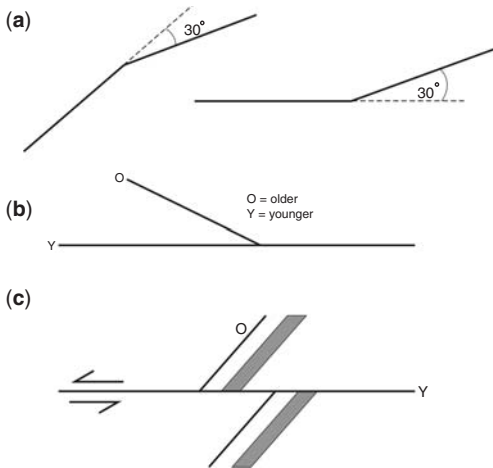 (a)
30°
30°
(b)
O
O = older
Y = younger
Y
(c)
O
Y